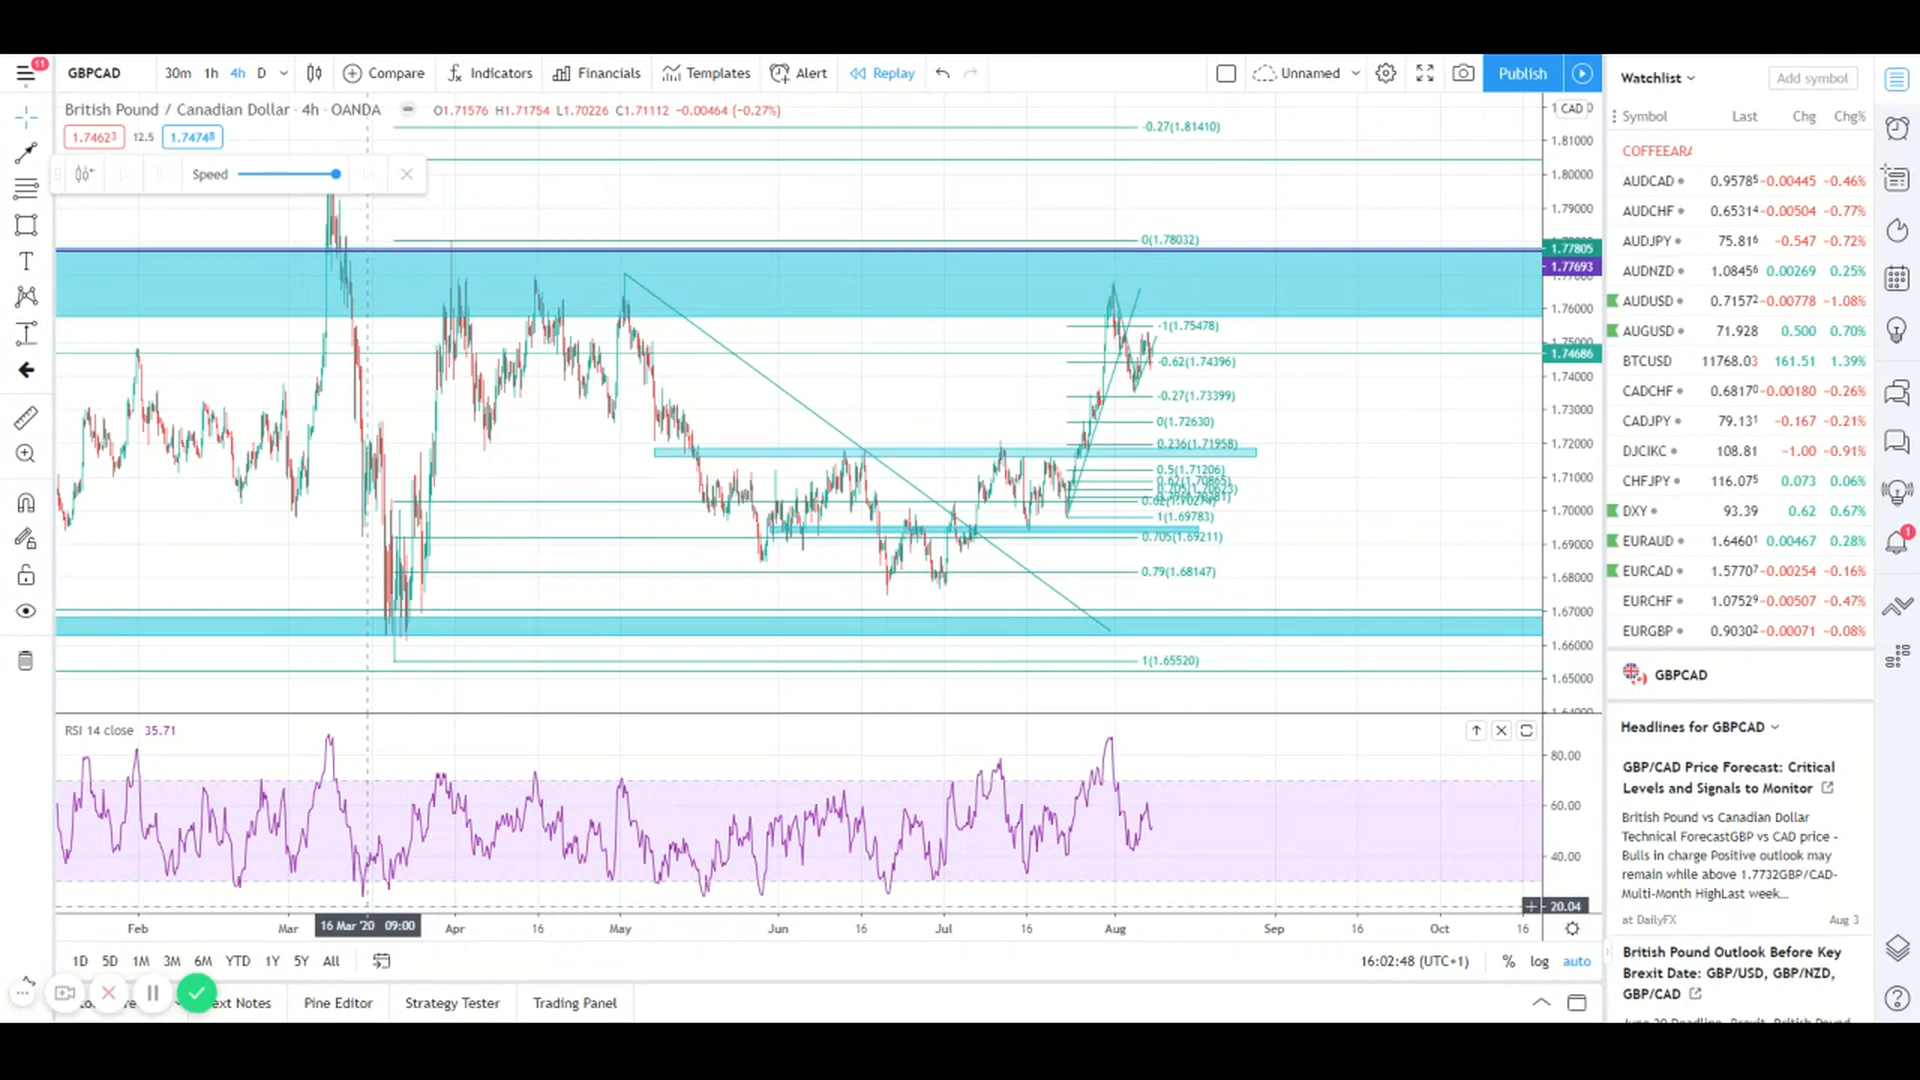 11
GBPCAD
30m 1h 4h D
Compare
Indicators
Financials
Templates
Alert
Replay
Unnamed
Publish
British Pound / Canadian Dollar · 4h · OANDA
O1.71576 H1.71754 L1.70226 C1.71112 −0.00464 (−0.27%)
1.74623 12.5 1.74748
Speed
CAD
1.81000
1.80000
1.79000
1.77805
1.77693
1.76000
1.74686
1.74000
1.73000
1.72000
1.71000
1.70000
1.69000
1.68000
1.67000
1.66000
1.65000
-0.27(1.81410)
0(1.78032)
-1(1.75478)
-0.62(1.74396)
-0.27(1.73399)
0(1.72630)
0.236(1.71958)
0.5(1.71206)
1(1.69783)
0.705(1.69211)
0.79(1.68147)
1(1.65520)
RSI 14 close 35.71
80.00
60.00
40.00
20.04
Feb Mar 16 Mar '20 09:00 Apr 16 May Jun 16 Jul 16 Aug Sep 16 Oct 16
1D 5D 1M 3M 6M YTD 1Y 5Y All
16:02:48 (UTC+1) % log auto
ext Notes Pine Editor Strategy Tester Trading Panel
Watchlist
Add symbol
Symbol Last Chg Chg%
COFFEEARA
AUDCAD 0.95785 −0.00445 −0.46%
AUDCHF 0.65314 −0.00504 −0.77%
AUDJPY 75.816 −0.547 −0.72%
AUDNZD 1.08456 0.00269 0.25%
AUDUSD 0.71572 −0.00778 −1.08%
AUGUSD 71.928 0.500 0.70%
BTCUSD 11768.03 161.51 1.39%
CADCHF 0.68170 −0.00180 −0.26%
CADJPY 79.131 −0.167 −0.21%
DJCIKC 108.81 −1.00 −0.91%
CHFJPY 116.075 0.073 0.06%
DXY 93.39 0.62 0.67%
EURAUD 1.64601 0.00467 0.28%
EURCAD 1.57707 −0.00254 −0.16%
EURCHF 1.07529 −0.00507 −0.47%
EURGBP 0.90302 −0.00071 −0.08%
GBPCAD
Headlines for GBPCAD
GBP/CAD Price Forecast: Critical
Levels and Signals to Monitor
British Pound vs Canadian Dollar
Technical ForecastGBP vs CAD price -
Bulls in charge Positive outlook may
remain while above 1.7732GBP/CAD-
Multi-Month HighLast week...
at DailyFX Aug 3
British Pound Outlook Before Key
Brexit Date: GBP/USD, GBP/NZD,
GBP/CAD
1